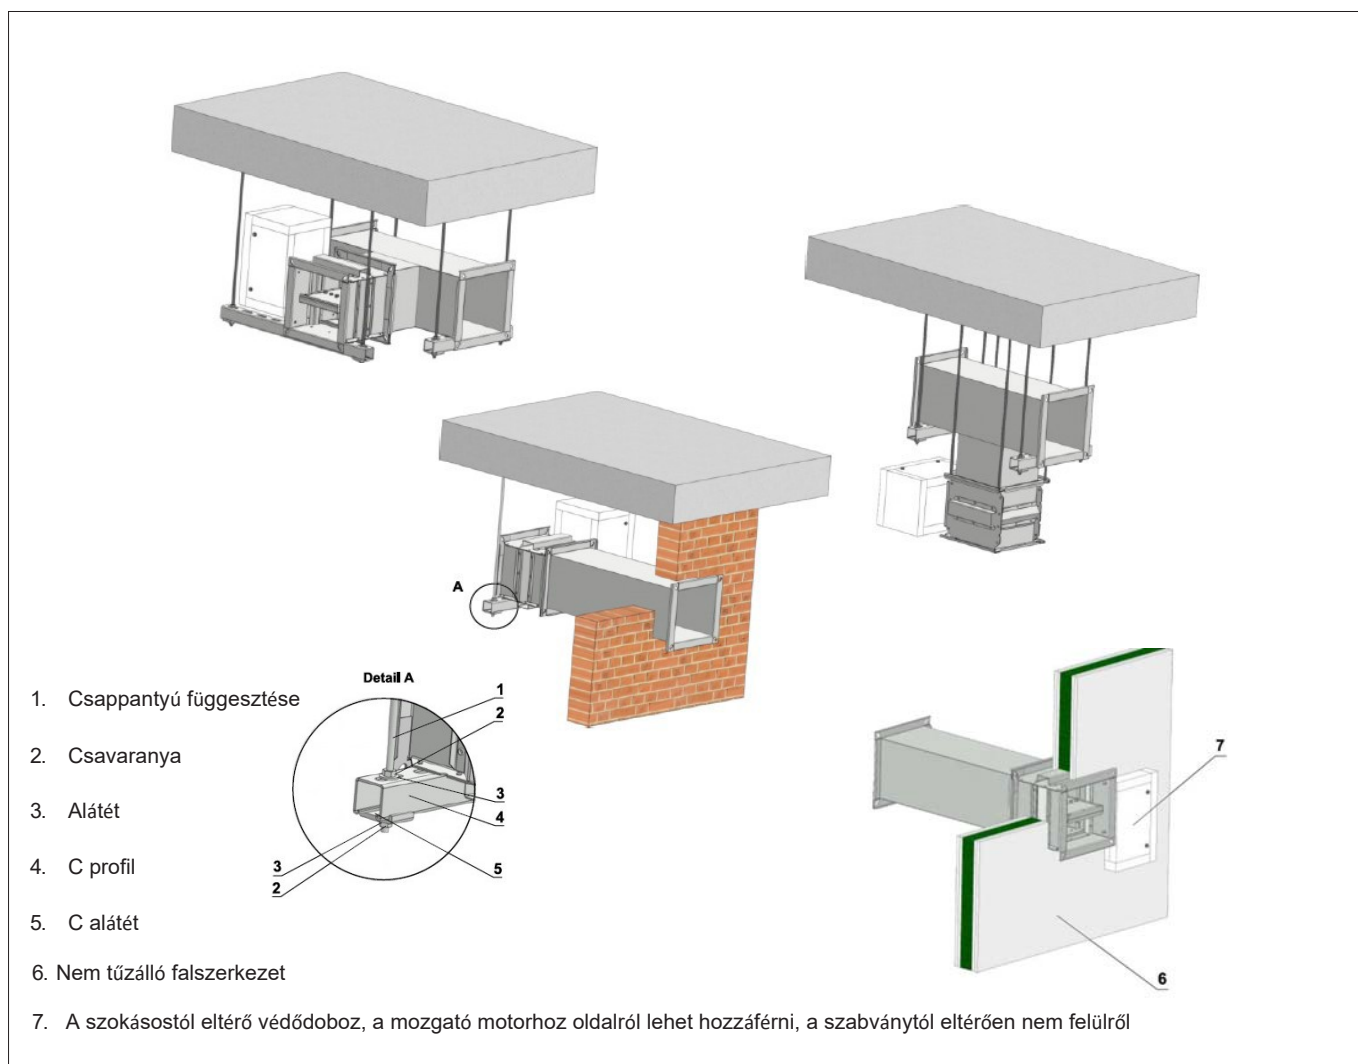 A
Detail A
1
2
3
4
5
3
2
7
6
1. Csappantyú függesztése
2. Csavaranya
3. Alátét
4. C profil
5. C alátét
6. Nem tűzálló falszerkezet
7. A szokásostól eltérő védődoboz, a mozgató motorhoz oldalról lehet hozzáférni, a szabványtól eltérően nem felülről